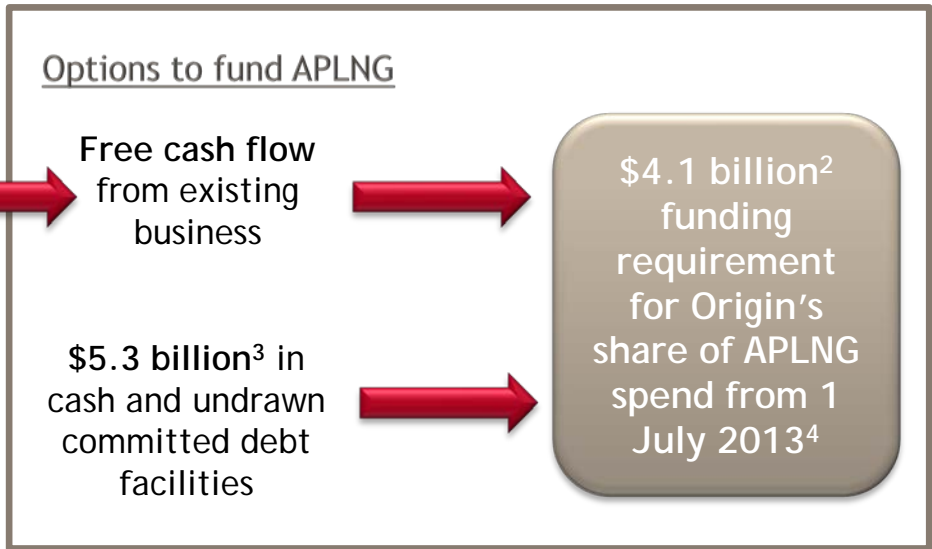 Options to fund APLNG
Free cash flow
from existing
business
$5.3 billion³ in
cash and undrawn
committed debt
facilities
$4.1 billion²
funding
requirement
for Origin's
share of APLNG
spend from 1
July 2013⁴